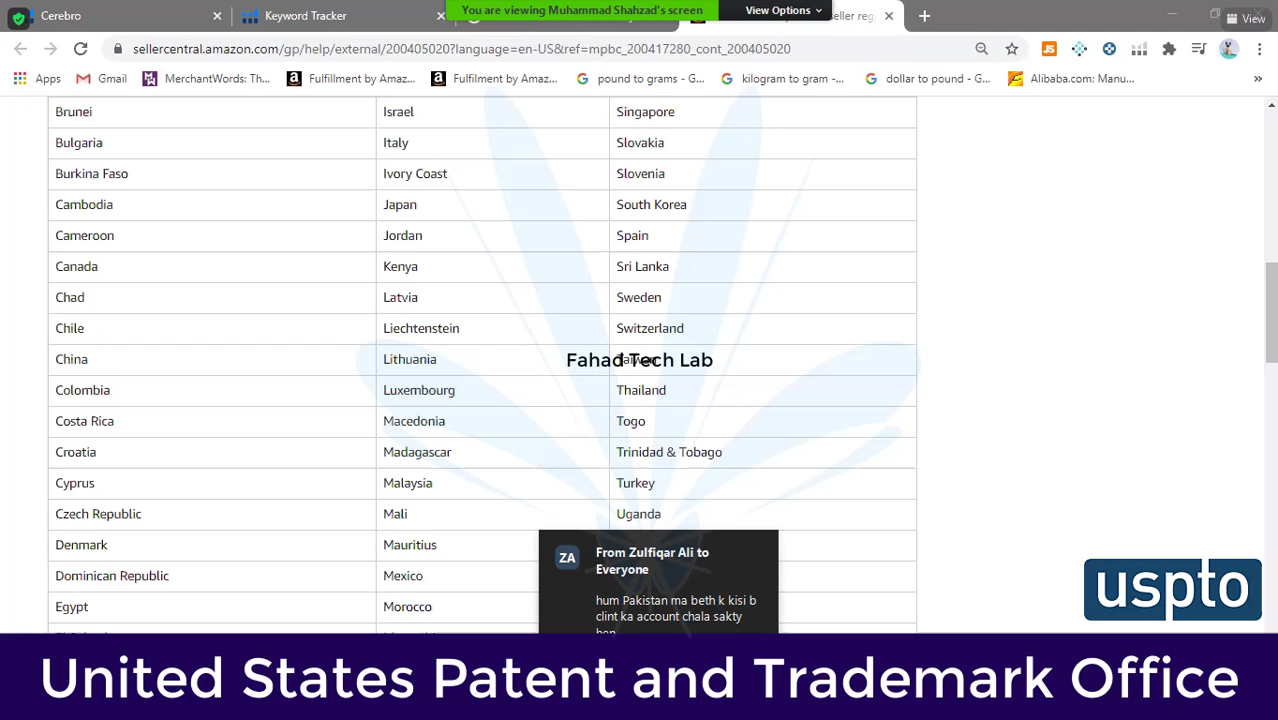 Cerebro
Keyword Tracker
You are viewing Muhammad Shahzad's screen
View Options
seller reg
View
sellercentral.amazon.com/gp/help/external/200405020?language=en-US&ref=mpbc_200417280_cont_200405020
Apps Gmail MerchantWords: Th... Fulfillment by Amaz... Fulfilment by Amaz... pound to grams - G... kilogram to gram -... dollar to pound - G... Alibaba.com: Manu...
Brunei Israel Singapore
Bulgaria Italy Slovakia
Burkina Faso Ivory Coast Slovenia
Cambodia Japan South Korea
Cameroon Jordan Spain
Canada Kenya Sri Lanka
Chad Latvia Sweden
Chile Liechtenstein Switzerland
China Lithuania
Fahad Tech Lab
Colombia Luxembourg Thailand
Costa Rica Macedonia Togo
Croatia Madagascar Trinidad & Tobago
Cyprus Malaysia Turkey
Czech Republic Mali Uganda
Denmark Mauritius
Dominican Republic Mexico
Egypt Morocco
ZA
From Zulfiqar Ali to
Everyone
hum Pakistan ma beth k kisi b
clint ka account chala sakty
uspto
United States Patent and Trademark Office